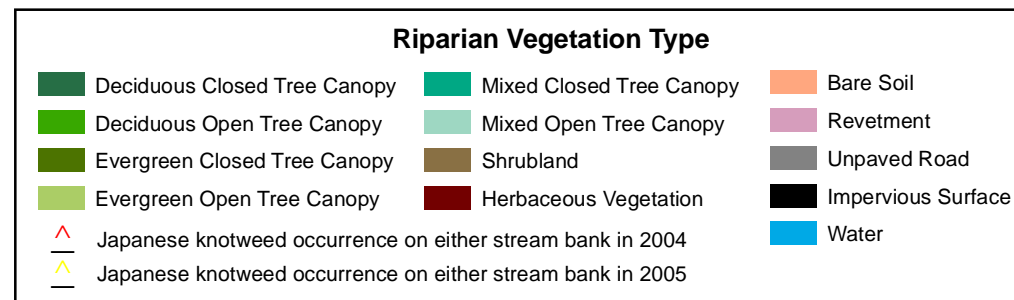 Riparian Vegetation Type
Deciduous Closed Tree Canopy
Deciduous Open Tree Canopy
Evergreen Closed Tree Canopy
Evergreen Open Tree Canopy
Mixed Closed Tree Canopy
Mixed Open Tree Canopy
Shrubland
Herbaceous Vegetation
Bare Soil
Revetment
Unpaved Road
Impervious Surface
Water
^ Japanese knotweed occurrence on either stream bank in 2004
^ Japanese knotweed occurrence on either stream bank in 2005